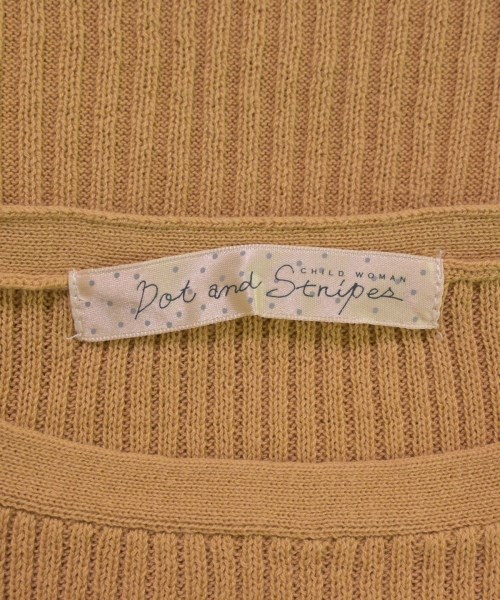 CHILD WOMAN
Dot and Stripes